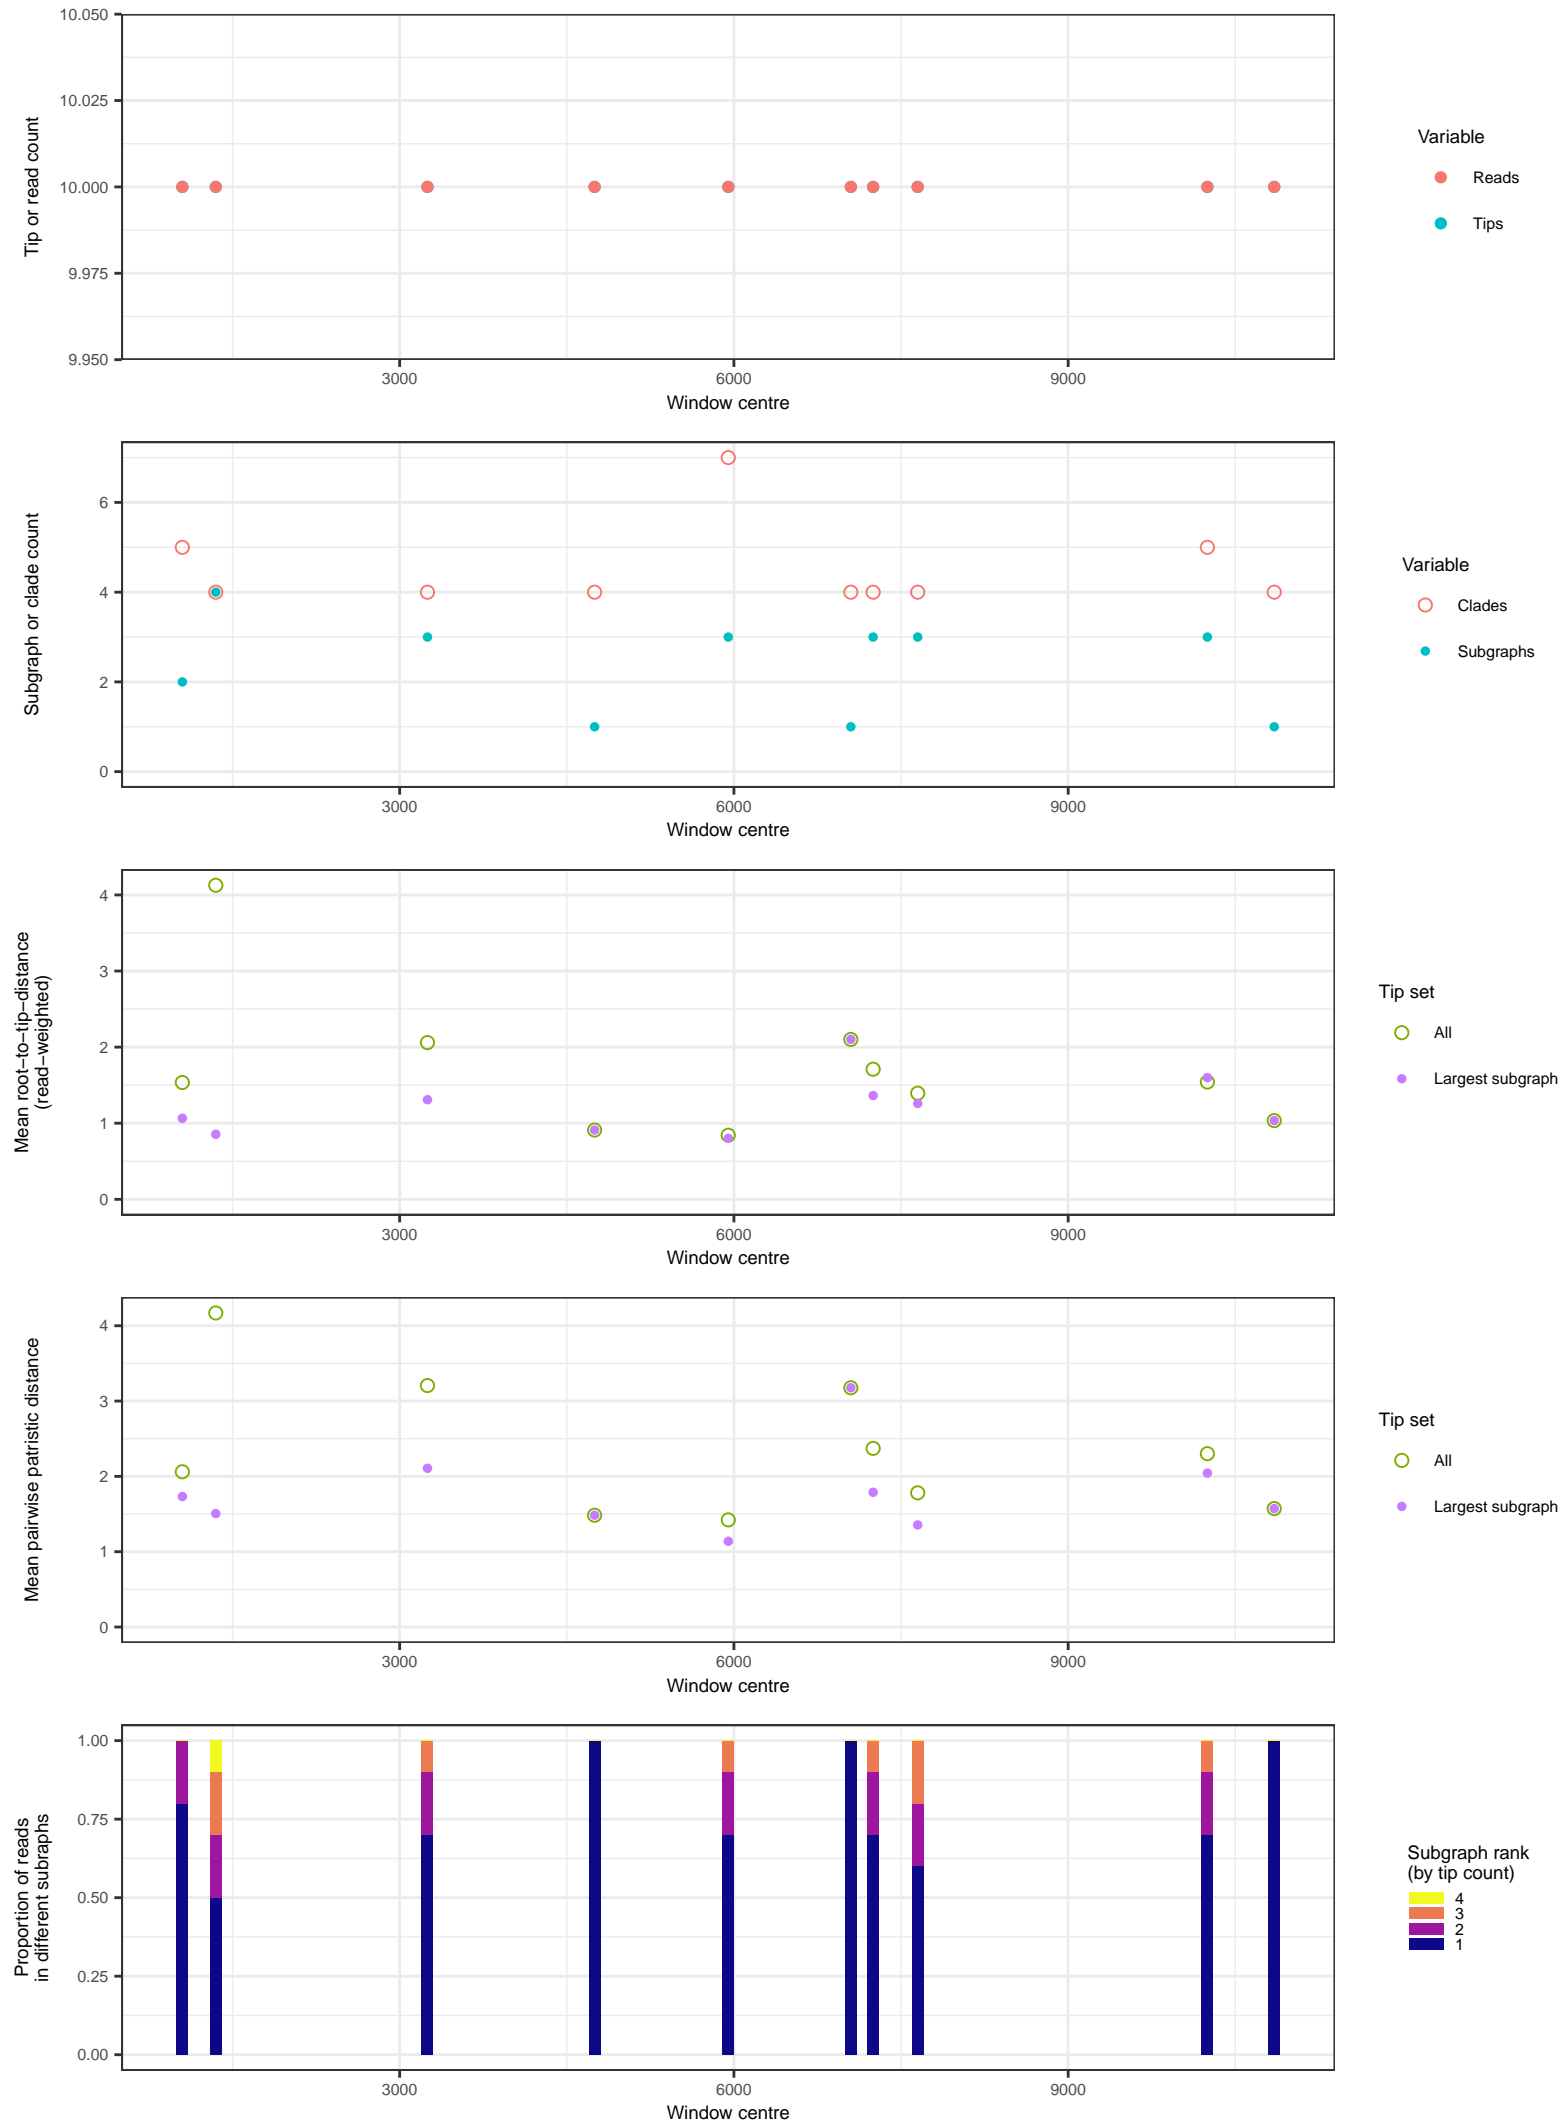 10.050
10.025
10.000
9.975
9.950
Tip or read count
3000 6000 9000
Window centre
Variable
Reads
Tips
6
4
2
0
Subgraph or clade count
3000 6000 9000
Window centre
Variable
Clades
Subgraphs
4
3
2
1
0
Mean root−to−tip−distance
(read−weighted)
3000 6000 9000
Window centre
Tip set
All
Largest subgraph
4
3
2
1
0
Mean pairwise patristic distance
3000 6000 9000
Window centre
Tip set
All
Largest subgraph
1.00
0.75
0.50
0.25
0.00
Proportion of reads
in different subraphs
3000 6000 9000
Window centre
Subgraph rank
(by tip count)
4
3
2
1